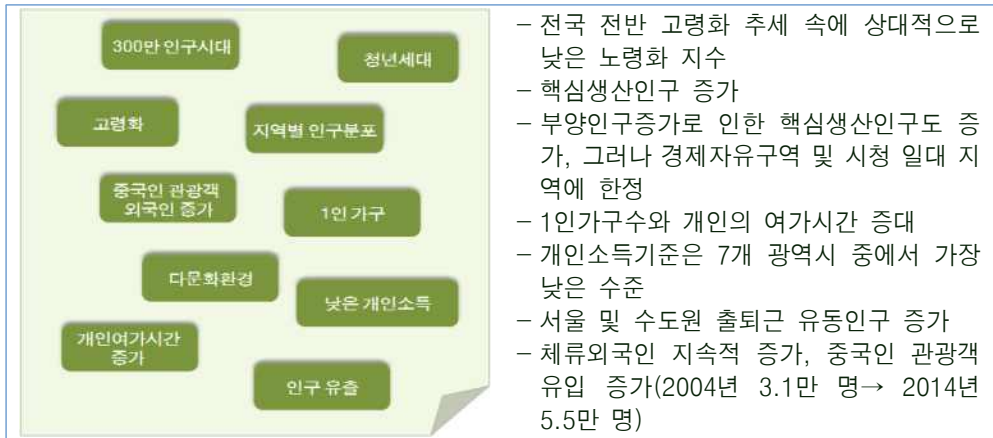 300만 인구시대
청년세대
고령화
지역별 인구분포
중국인 관광객
외국인 증가
1인 가구
다문화환경
낮은 개인소득
개인여가시간
증가
인구 유출
– 전국 전반 고령화 추세 속에 상대적으로
낮은 노령화 지수
– 핵심생산인구 증가
– 부양인구증가로 인한 핵심생산인구도 증
가, 그러나 경제자유구역 및 시청 일대 지
역에 한정
– 1인가구수와 개인의 여가시간 증대
– 개인소득기준은 7개 광역시 중에서 가장
낮은 수준
– 서울 및 수도원 출퇴근 유동인구 증가
– 체류외국인 지속적 증가, 중국인 관광객
유입 증가(2004년 3.1만 명→ 2014년
5.5만 명)